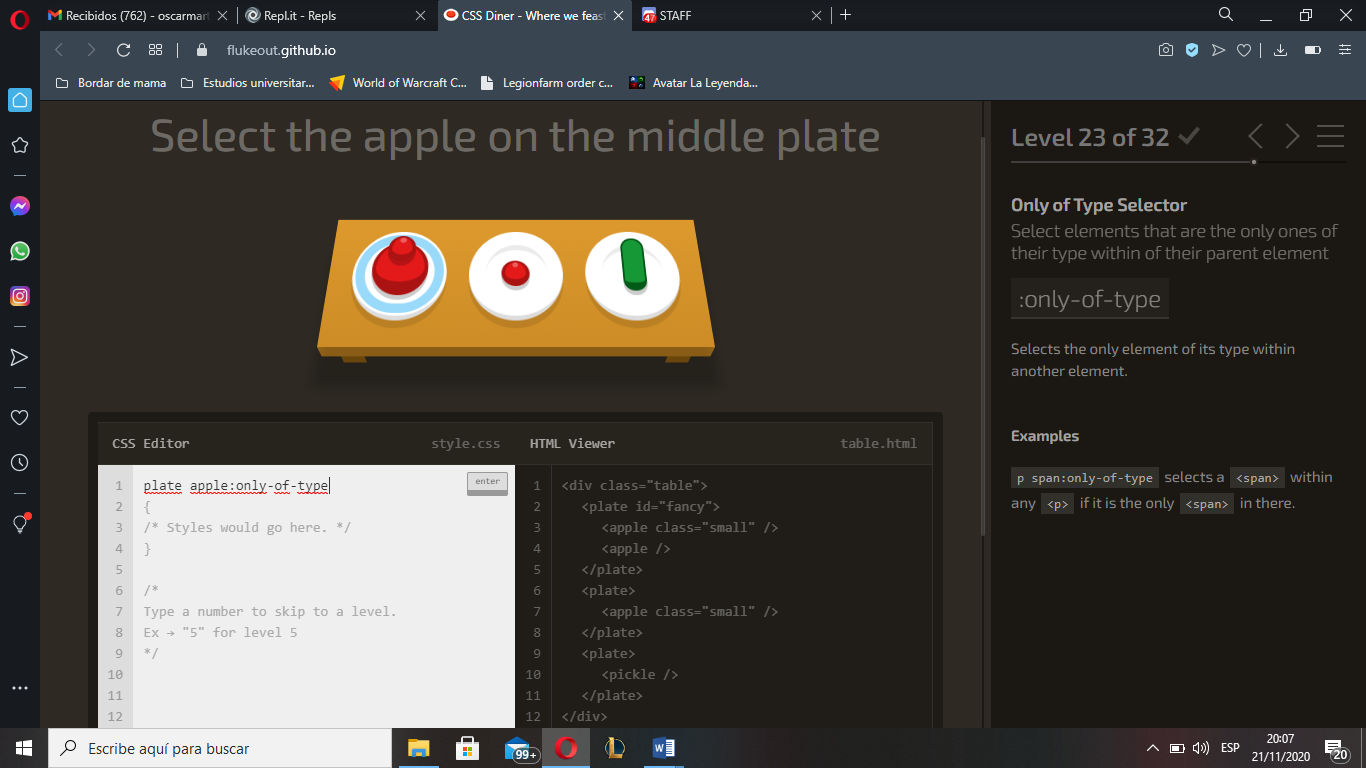 Recibidos (762) - oscarmar
Repl.it - Repls
CSS Diner - Where we feas
47 STAFF
flukeout.github.io
Bordar de mama
Estudios universitar...
World of Warcraft C...
Legionfarm order c...
Avatar La Leyenda...
Select the apple on the middle plate
CSS Editor style.css
1 plate apple:only-of-type
2 {
3 /* Styles would go here. */
4 }
5
6 /*
7 Type a number to skip to a level.
8 Ex → "5" for level 5
9 */
10
11
12
enter
HTML Viewer table.html
1 <div class="table">
2 <plate id="fancy">
3 <apple class="small" />
4 <apple />
5 </plate>
6 <plate>
7 <apple class="small" />
8 </plate>
9 <plate>
10 <pickle />
11 </plate>
12 </div>
Level 23 of 32
Only of Type Selector
Select elements that are the only ones of
their type within of their parent element
:only-of-type
Selects the only element of its type within
another element.
Examples
p span:only-of-type selects a <span> within
any <p> if it is the only <span> in there.
Escribe aquí para buscar
99+
ESP
20:07
21/11/2020
20